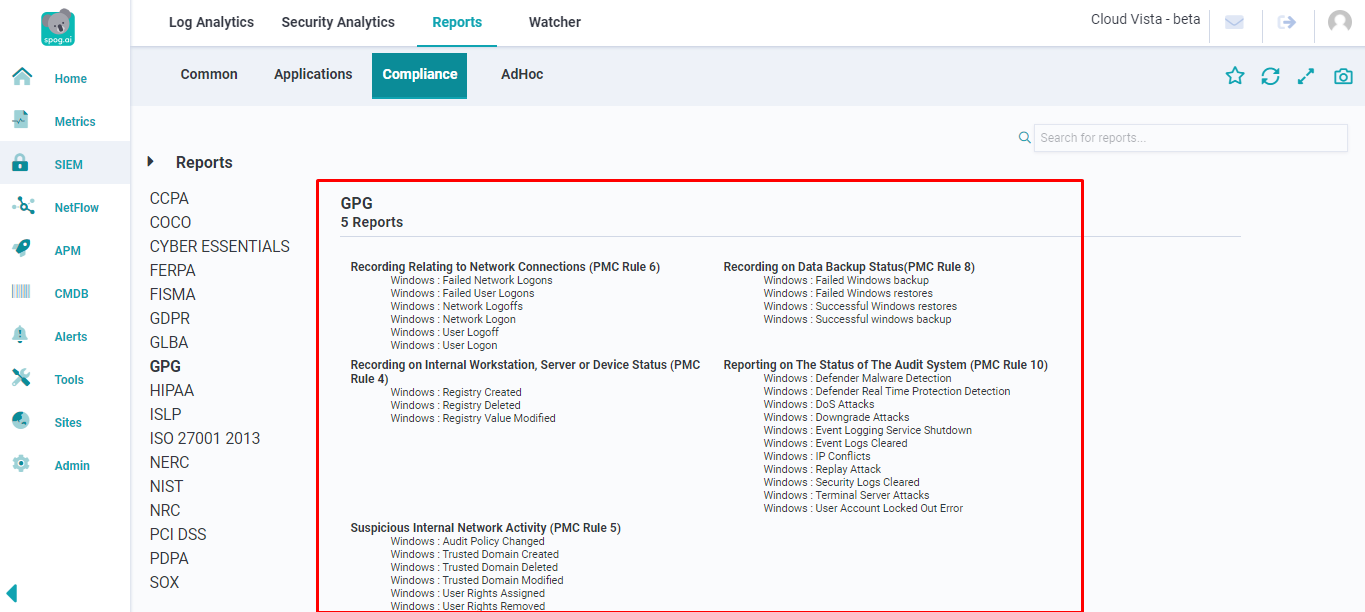 spog.ai
Log Analytics
Security Analytics
Reports
Watcher
Cloud Vista - beta
Home
Metrics
SIEM
NetFlow
APM
CMDB
Alerts
Tools
Sites
Admin
Common
Applications
Compliance
AdHoc
Search for reports...
Reports
CCPA
COCO
CYBER ESSENTIALS
FERPA
FISMA
GDPR
GLBA
GPG
HIPAA
ISLP
ISO 27001 2013
NERC
NIST
NRC
PCI DSS
PDPA
SOX
GPG
5 Reports
Recording Relating to Network Connections (PMC Rule 6)
Windows : Failed Network Logons
Windows : Failed User Logons
Windows : Network Logoffs
Windows : Network Logon
Windows : User Logoff
Windows : User Logon
Recording on Data Backup Status(PMC Rule 8)
Windows : Failed Windows backup
Windows : Failed Windows restores
Windows : Successful Windows restores
Windows : Successful windows backup
Recording on Internal Workstation, Server or Device Status (PMC
Rule 4)
Windows : Registry Created
Windows : Registry Deleted
Windows : Registry Value Modified
Reporting on The Status of The Audit System (PMC Rule 10)
Windows : Defender Malware Detection
Windows : Defender Real Time Protection Detection
Windows : DoS Attacks
Windows : Downgrade Attacks
Windows : Event Logging Service Shutdown
Windows : Event Logs Cleared
Windows : IP Conflicts
Windows : Replay Attack
Windows : Security Logs Cleared
Windows : Terminal Server Attacks
Windows : User Account Locked Out Error
Suspicious Internal Network Activity (PMC Rule 5)
Windows : Audit Policy Changed
Windows : Trusted Domain Created
Windows : Trusted Domain Deleted
Windows : Trusted Domain Modified
Windows : User Rights Assigned
Windows : User Rights Removed